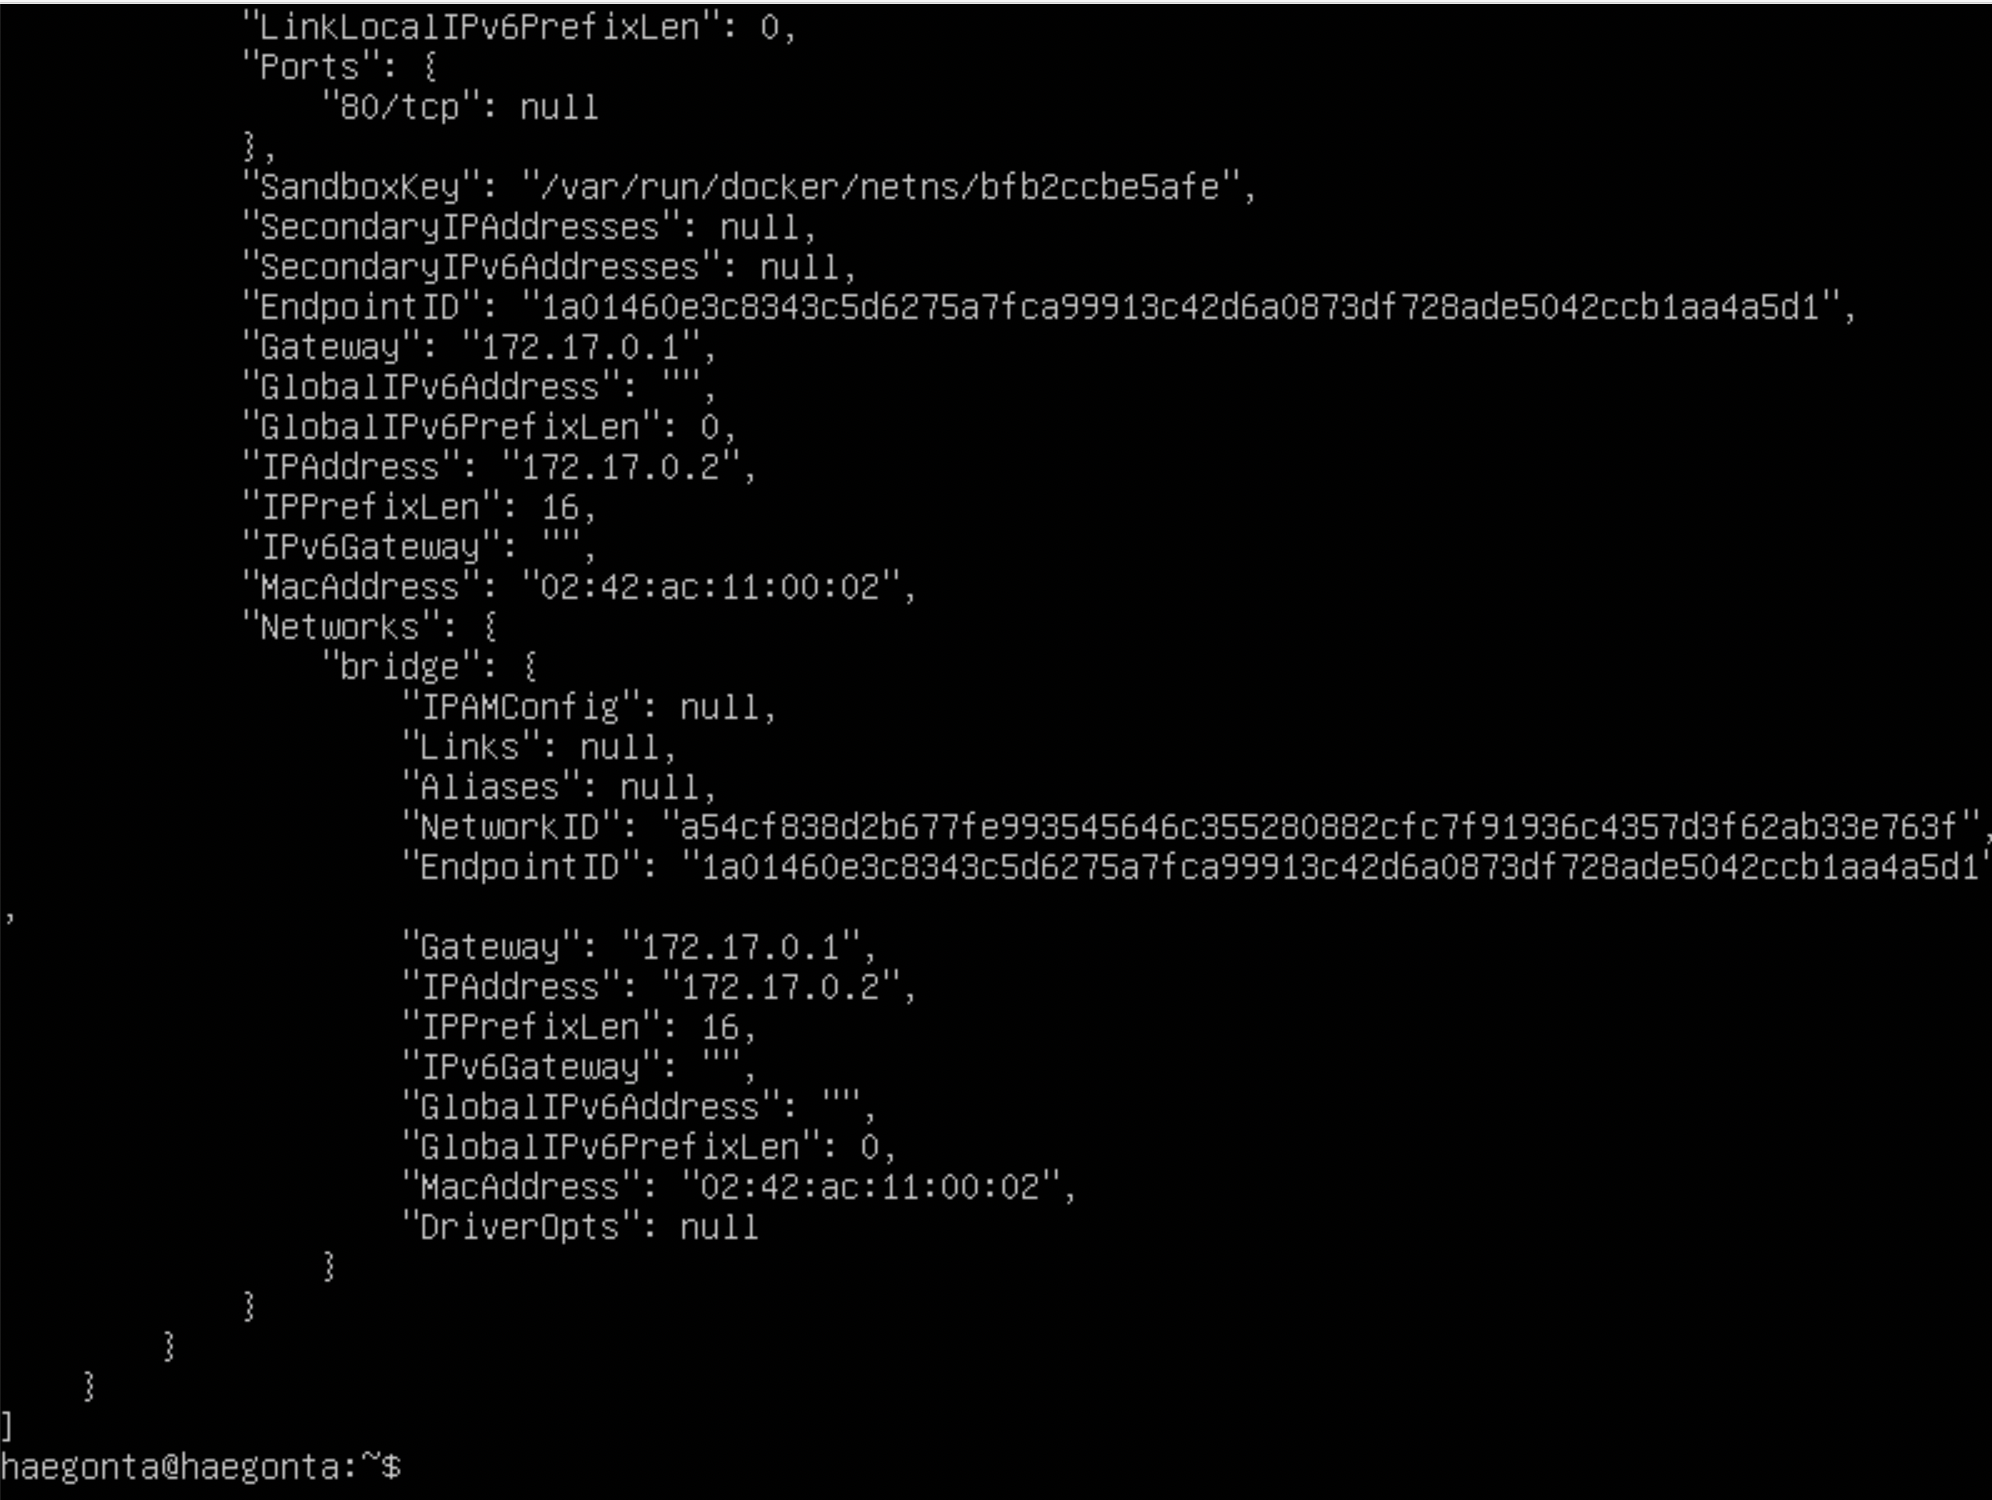 "LinkLocalIPv6PrefixLen": 0,
"Ports": {
"80/tcp": null
},
"SandboxKey": "/var/run/docker/netns/bfb2ccbe5afe",
"SecondaryIPAddresses": null,
"SecondaryIPv6Addresses": null,
"EndpointID": "1a01460e3c8343c5d6275a7fca99913c42d6a0873df728ade5042ccb1aa4a5d1",
"Gateway": "172.17.0.1",
"GlobalIPv6Address": "",
"GlobalIPv6PrefixLen": 0,
"IPAddress": "172.17.0.2",
"IPPrefixLen": 16,
"IPv6Gateway": "",
"MacAddress": "02:42:ac:11:00:02",
"Networks": {
"bridge": {
"IPAMConfig": null,
"Links": null,
"Aliases": null,
"NetworkID": "a54cf838d2b677fe993545646c355280882cfc7f91936c4357d3f62ab33e763f",
"EndpointID": "1a01460e3c8343c5d6275a7fca99913c42d6a0873df728ade5042ccb1aa4a5d1"
,
"Gateway": "172.17.0.1",
"IPAddress": "172.17.0.2",
"IPPrefixLen": 16,
"IPv6Gateway": "",
"GlobalIPv6Address": "",
"GlobalIPv6PrefixLen": 0,
"MacAddress": "02:42:ac:11:00:02",
"DriverOpts": null
}
}
}
}
]
haegonta@haegonta:~$